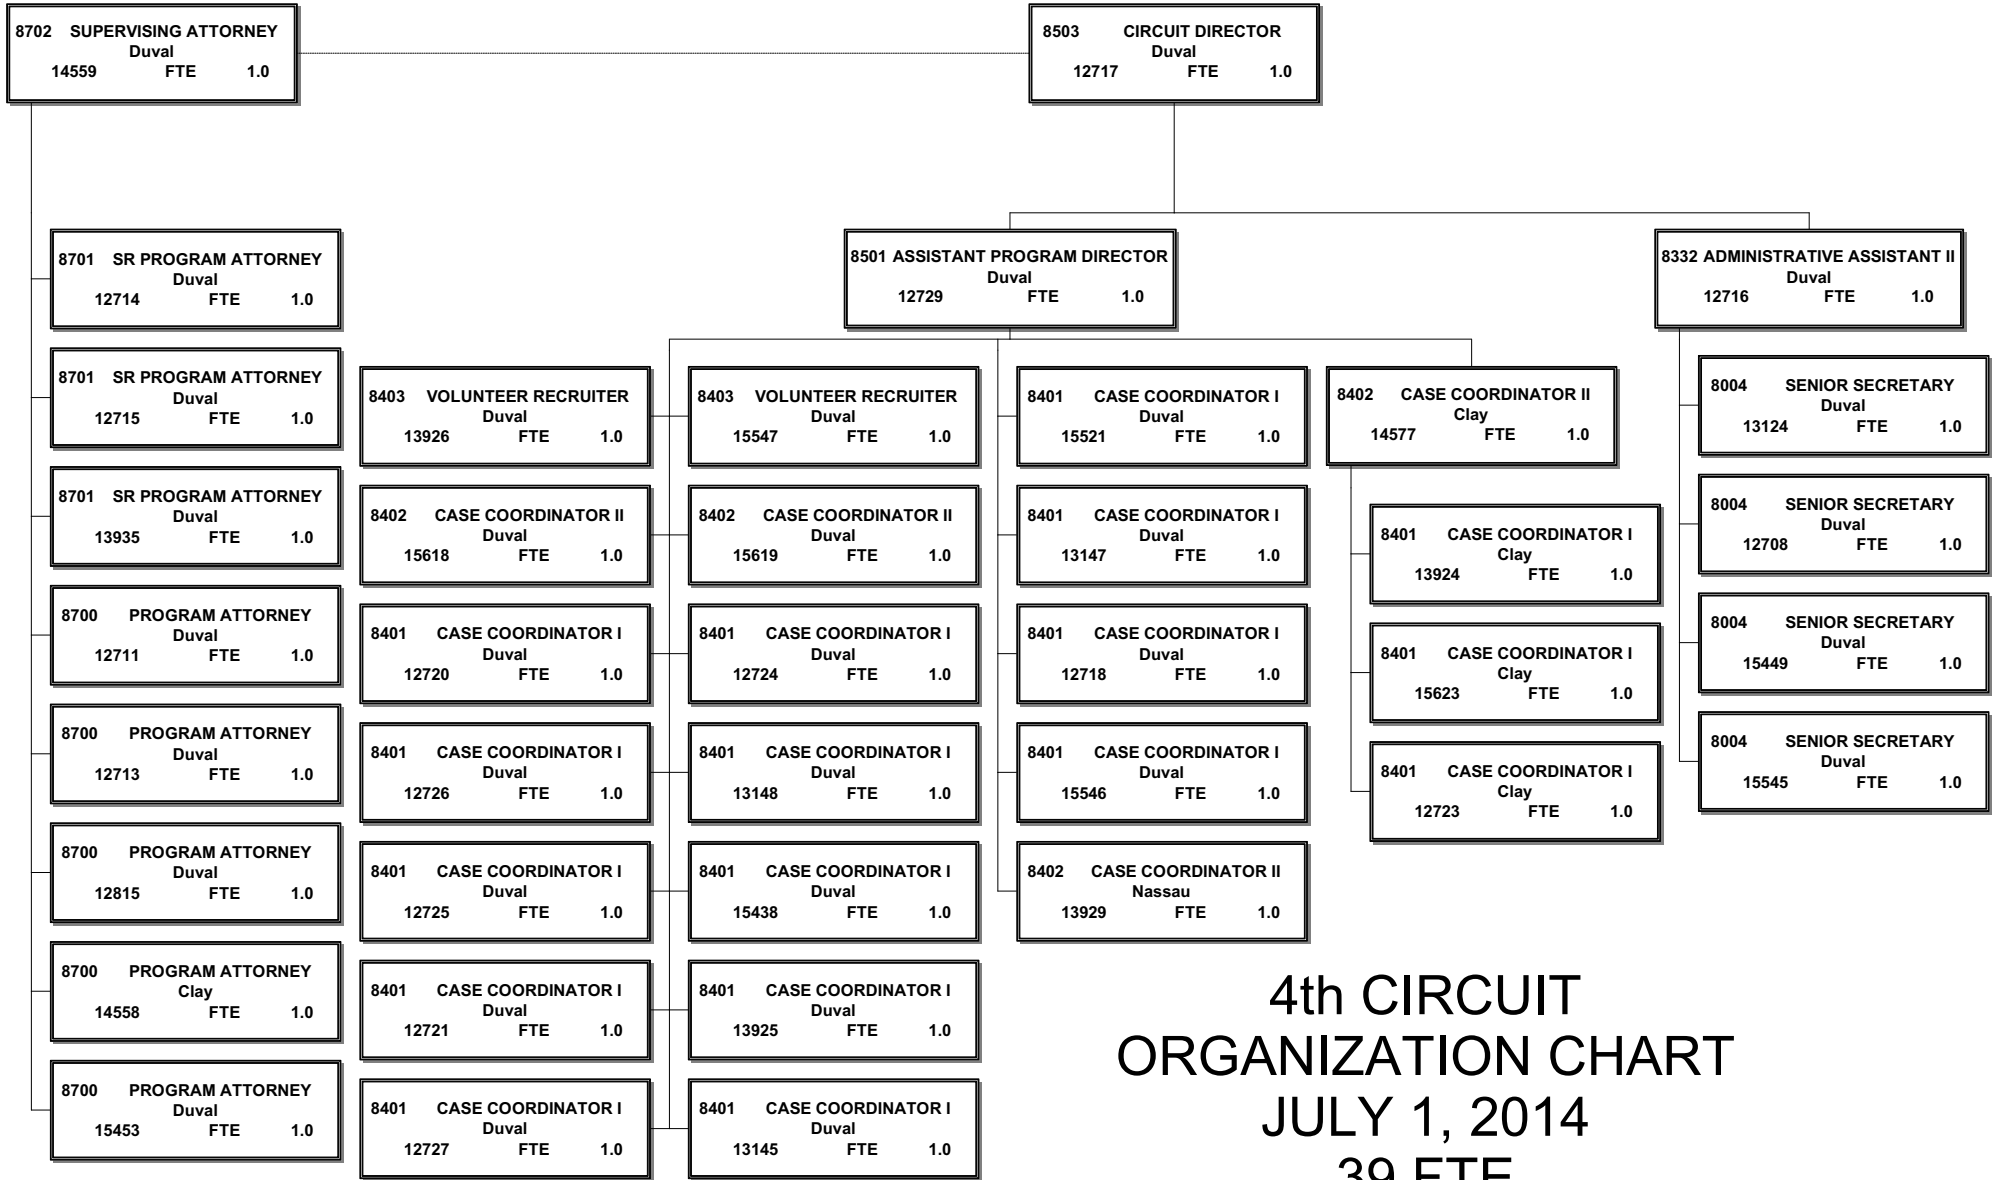 8702 SUPERVISING ATTORNEY
Duval
14559 FTE 1.0
8503 CIRCUIT DIRECTOR
Duval
12717 FTE 1.0
8701 SR PROGRAM ATTORNEY
Duval
12714 FTE 1.0
8701 SR PROGRAM ATTORNEY
Duval
12715 FTE 1.0
8701 SR PROGRAM ATTORNEY
Duval
13935 FTE 1.0
8700 PROGRAM ATTORNEY
Duval
12711 FTE 1.0
8700 PROGRAM ATTORNEY
Duval
12713 FTE 1.0
8700 PROGRAM ATTORNEY
Duval
12815 FTE 1.0
8700 PROGRAM ATTORNEY
Clay
14558 FTE 1.0
8700 PROGRAM ATTORNEY
Duval
15453 FTE 1.0
8501 ASSISTANT PROGRAM DIRECTOR
Duval
12729 FTE 1.0
8403 VOLUNTEER RECRUITER
Duval
13926 FTE 1.0
8402 CASE COORDINATOR II
Duval
15618 FTE 1.0
8401 CASE COORDINATOR I
Duval
12720 FTE 1.0
8401 CASE COORDINATOR I
Duval
12726 FTE 1.0
8401 CASE COORDINATOR I
Duval
12725 FTE 1.0
8401 CASE COORDINATOR I
Duval
12721 FTE 1.0
8401 CASE COORDINATOR I
Duval
12727 FTE 1.0
8403 VOLUNTEER RECRUITER
Duval
15547 FTE 1.0
8402 CASE COORDINATOR II
Duval
15619 FTE 1.0
8401 CASE COORDINATOR I
Duval
12724 FTE 1.0
8401 CASE COORDINATOR I
Duval
13148 FTE 1.0
8401 CASE COORDINATOR I
Duval
15438 FTE 1.0
8401 CASE COORDINATOR I
Duval
13925 FTE 1.0
8401 CASE COORDINATOR I
Duval
13145 FTE 1.0
8401 CASE COORDINATOR I
Duval
15521 FTE 1.0
8401 CASE COORDINATOR I
Duval
13147 FTE 1.0
8401 CASE COORDINATOR I
Duval
12718 FTE 1.0
8401 CASE COORDINATOR I
Duval
15546 FTE 1.0
8402 CASE COORDINATOR II
Nassau
13929 FTE 1.0
8402 CASE COORDINATOR II
Clay
14577 FTE 1.0
8401 CASE COORDINATOR I
Clay
13924 FTE 1.0
8401 CASE COORDINATOR I
Clay
15623 FTE 1.0
8401 CASE COORDINATOR I
Clay
12723 FTE 1.0
8332 ADMINISTRATIVE ASSISTANT II
Duval
12716 FTE 1.0
8004 SENIOR SECRETARY
Duval
13124 FTE 1.0
8004 SENIOR SECRETARY
Duval
12708 FTE 1.0
8004 SENIOR SECRETARY
Duval
15449 FTE 1.0
8004 SENIOR SECRETARY
Duval
15545 FTE 1.0
4th CIRCUIT
ORGANIZATION CHART
JULY 1, 2014
39 FTE